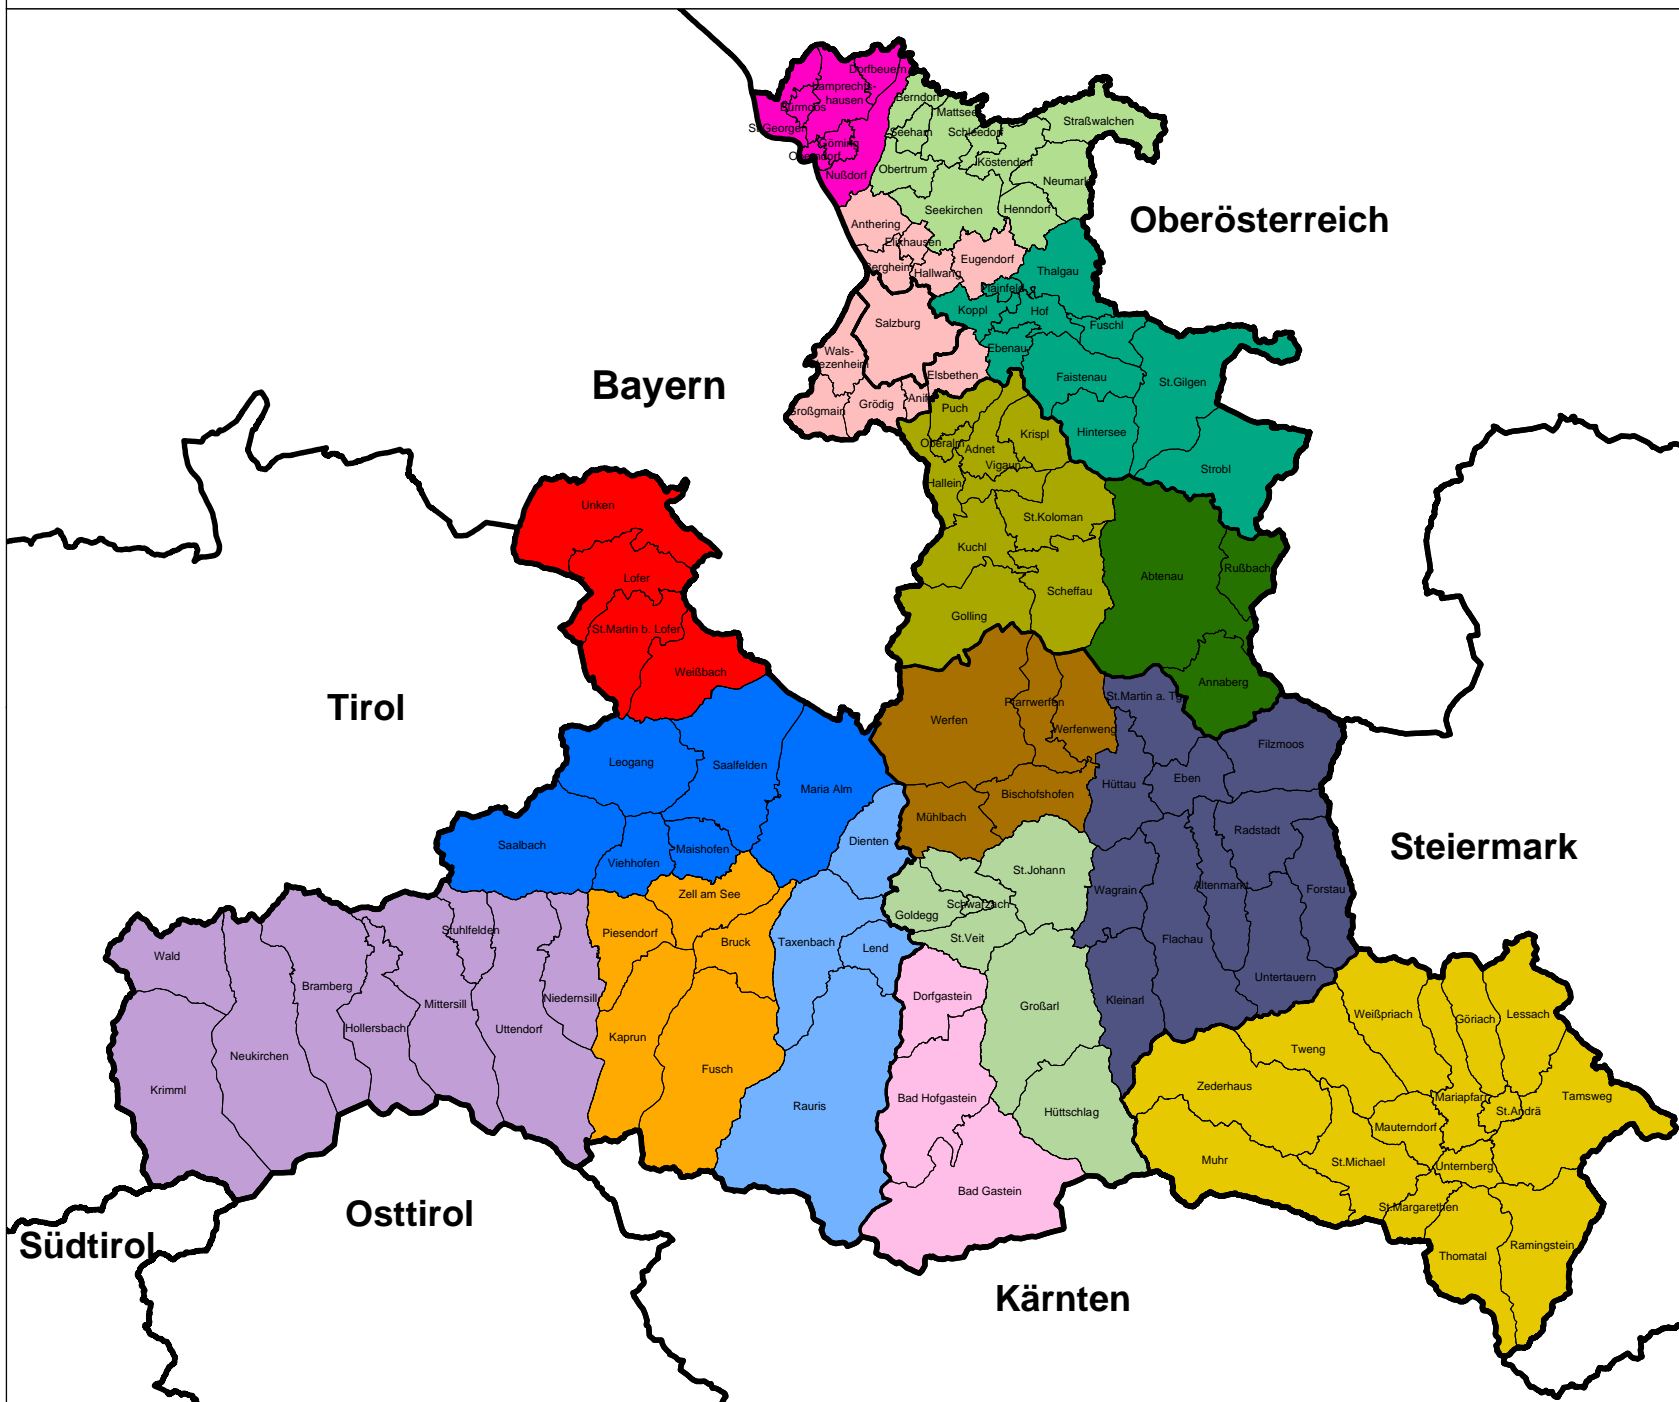 Dorfbeuern
Lamprechts-
hausen
Bürmoos
St.Georgen
Göming
Oberndorf
Nußdorf
Berndorf
Mattsee
Seeham
Schleedorf
Straßwalchen
Obertrum
Köstendorf
Neumarkt
Seekirchen
Henndorf
Oberösterreich
Anthering
Elixhausen
Bergheim
Hallwang
Eugendorf
Thalgau
Plainfeld
Koppl
Hof
Fuschl
Salzburg
Wals-
Siezenheim
Ebenau
Elsbethen
Faistenau
St.Gilgen
Bayern
Großgmain
Grödig
Anif
Puch
Krispl
Hintersee
Oberalm
Adnet
Vigaun
Strobl
Hallein
Unken
St.Koloman
Kuchl
Abtenau
Rußbach
Lofer
Scheffau
Golling
St.Martin b. Lofer
Weißbach
Annaberg
Tirol
St.Martin a. Tg.
Pfarrwerfen
Werfen
Werfenweng
Filzmoos
Leogang
Saalfelden
Maria Alm
Hüttau
Eben
Bischofshofen
Mühlbach
Radstadt
Saalbach
Viehhofen
Maishofen
Dienten
Steiermark
St.Johann
Wagrain
Altenmarkt
Forstau
Zell am See
Schwarzach
Goldegg
Stuhlfelden
Piesendorf
Bruck
Taxenbach
Lend
St.Veit
Flachau
Wald
Bramberg
Mittersill
Niedernsill
Untertauern
Dorfgastein
Großarl
Kleinarl
Hollersbach
Uttendorf
Weißpriach
Göriach
Lessach
Neukirchen
Kaprun
Tweng
Krimml
Fusch
Zederhaus
Rauris
Bad Hofgastein
Hüttschlag
Mariapfarr
St.Andrä
Tamsweg
Mauterndorf
Muhr
St.Michael
Unternberg
Bad Gastein
Osttirol
St.Margarethen
Südtirol
Thomatal
Ramingstein
Kärnten